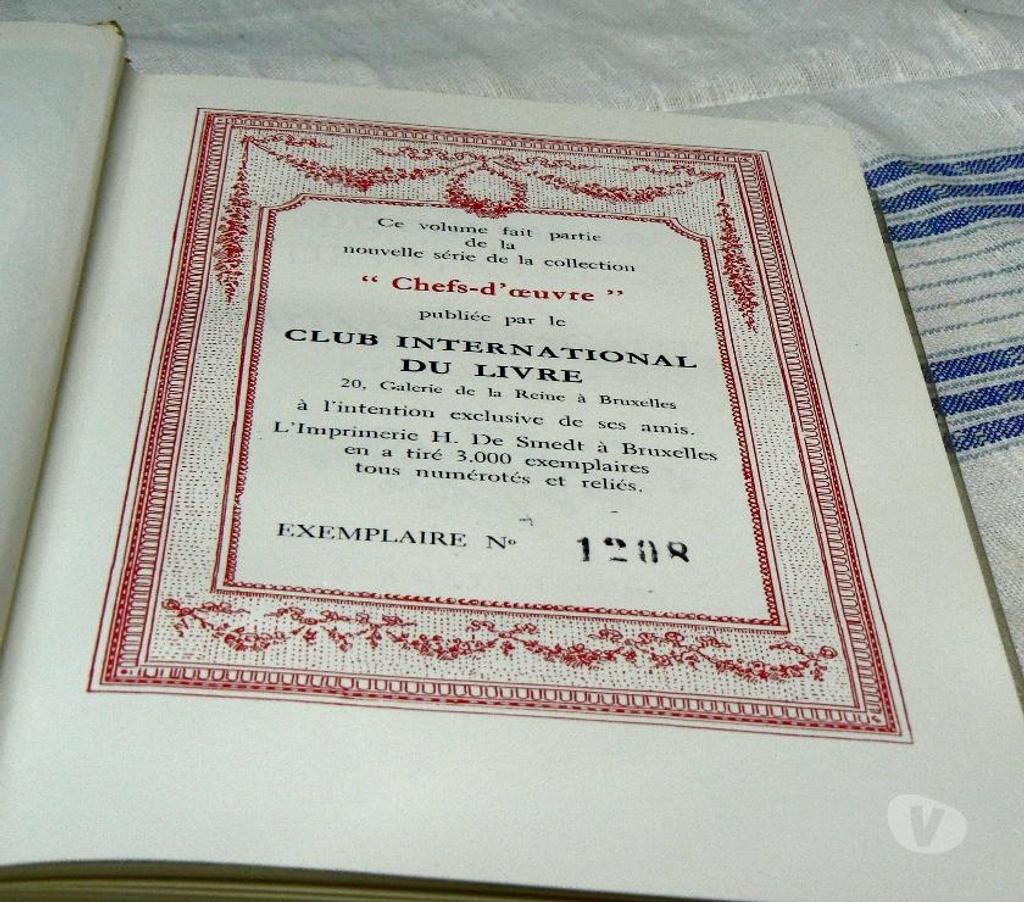 Ce volume fait partie
de la
nouvelle série de la collection
“ Chefs-d’œuvre ”
publiée par le
CLUB INTERNATIONAL
DU LIVRE
20, Galerie de la Reine à Bruxelles
à l’intention exclusive de ses amis.
L’Imprimerie H. De Smedt à Bruxelles
en a tiré 3.000 exemplaires
tous numérotés et reliés.
EXEMPLAIRE Nº 1208
V